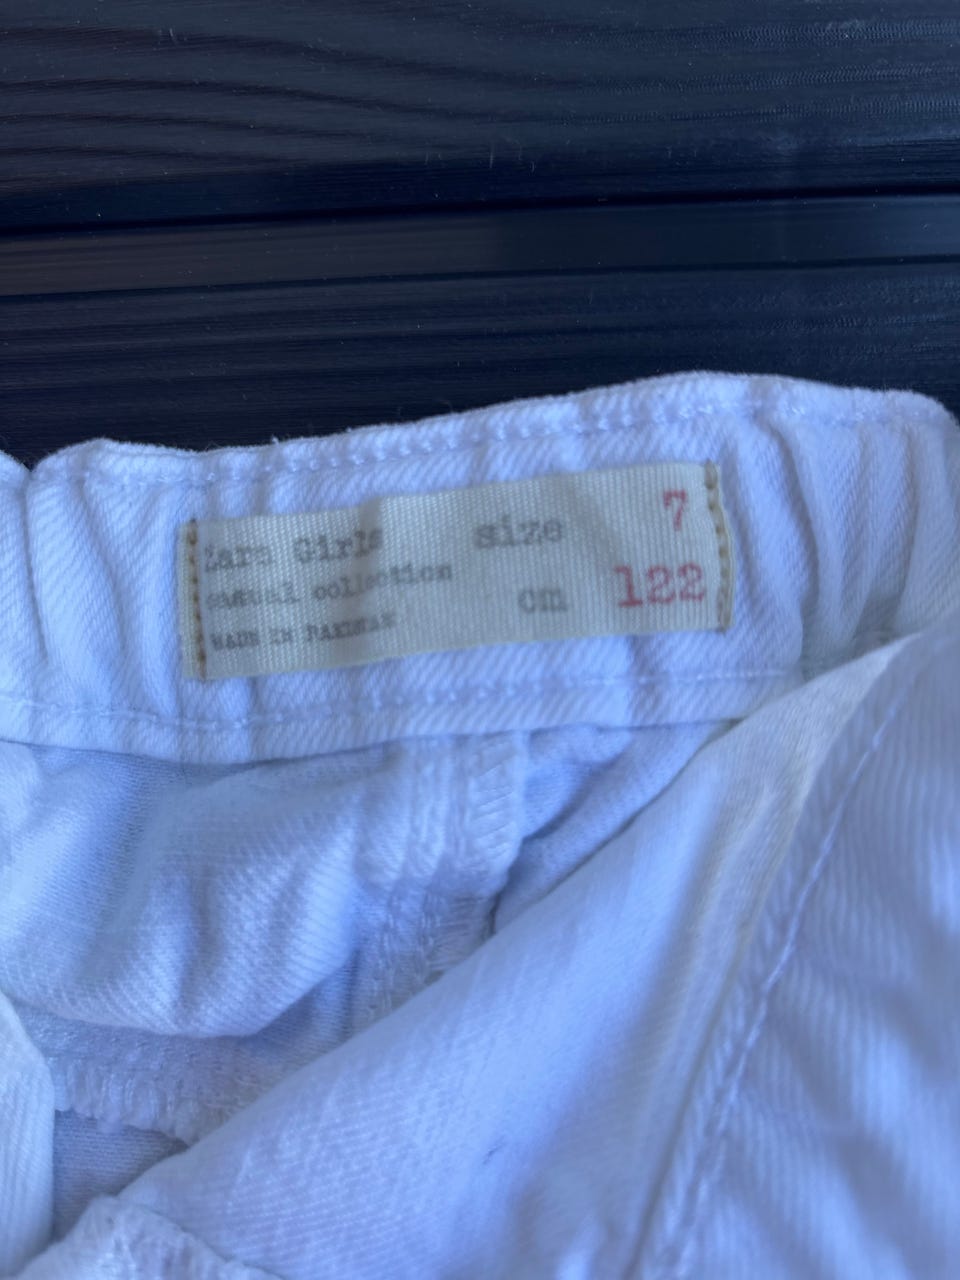 Zara Girls size 7
casual collection
cm 122
MADE IN PAKISTAN